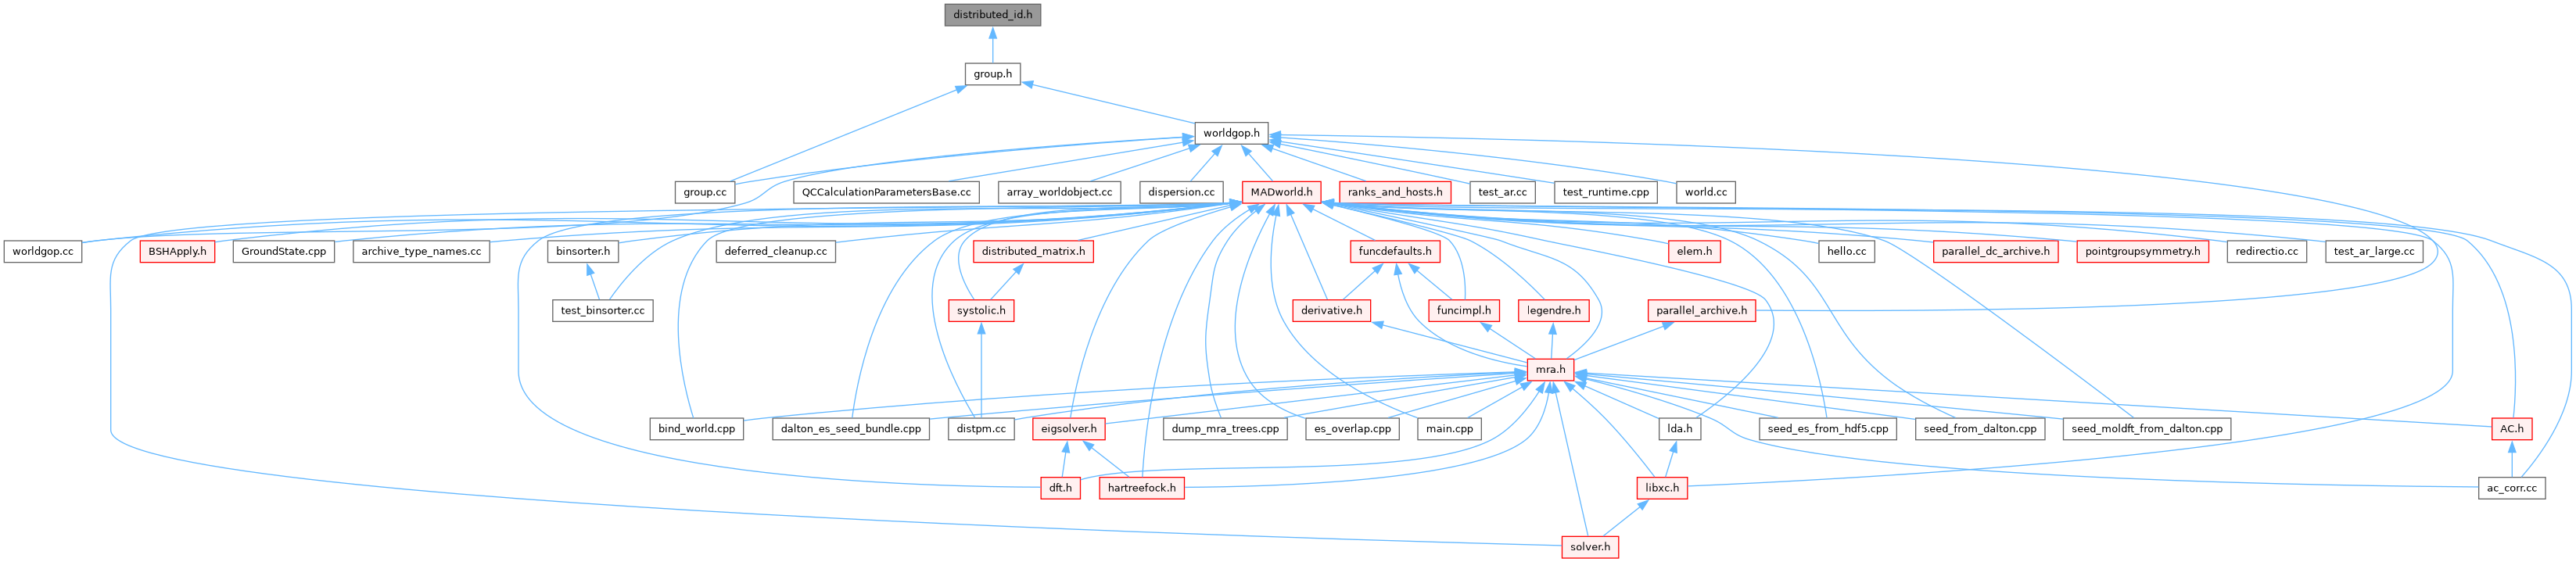 distributed_id.h
group.h
worldgop.h
group.cc
QCCalculationParametersBase.cc
array_worldobject.cc
dispersion.cc
MADworld.h
ranks_and_hosts.h
test_ar.cc
test_runtime.cpp
world.cc
worldgop.cc
BSHApply.h
GroundState.cpp
archive_type_names.cc
binsorter.h
deferred_cleanup.cc
distributed_matrix.h
funcdefaults.h
elem.h
hello.cc
parallel_dc_archive.h
pointgroupsymmetry.h
redirectio.cc
test_ar_large.cc
test_binsorter.cc
systolic.h
derivative.h
funcimpl.h
legendre.h
parallel_archive.h
mra.h
bind_world.cpp
dalton_es_seed_bundle.cpp
distpm.cc
eigsolver.h
dump_mra_trees.cpp
es_overlap.cpp
main.cpp
lda.h
seed_es_from_hdf5.cpp
seed_from_dalton.cpp
seed_moldft_from_dalton.cpp
AC.h
dft.h
hartreefock.h
libxc.h
ac_corr.cc
solver.h